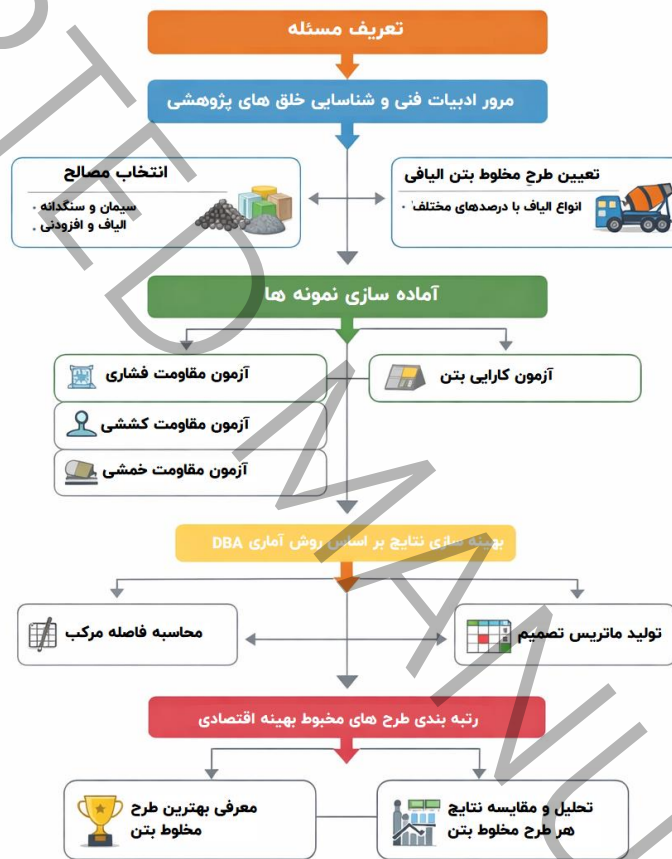 تعریف مسئله
مرور ادبیات فنی و شناسایی خلق های پژوهشی
تعیین طرح مخلوط بتن الیافی
انواع الیاف با درصدهای مختلف
انتخاب مصالح
سیمان و سنگدانه
الیاف و افزودنی
آماده سازی نمونه ها
آزمون کارایی بتن
آزمون مقاومت فشاری
آزمون مقاومت کششی
آزمون مقاومت خمشی
بهینه سازی نتایج بر اساس روش آماری DBA
تولید ماتریس تصمیم
محاسبه فاصله مرکب
رتبه بندی طرح های مخبوط بهینه اقتصادی
تحلیل و مقایسه نتایج
هر طرح مخلوط بتن
معرفی بهترین طرح
مخلوط بتن